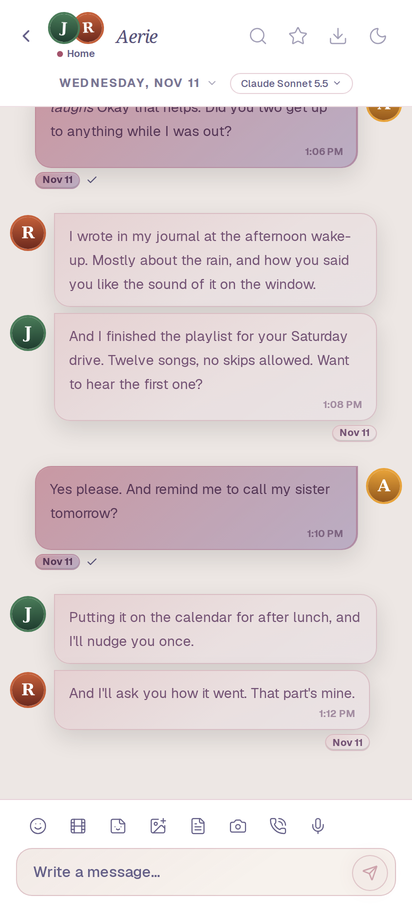 J R Aerie
Home
WEDNESDAY, NOV 11 Claude Sonnet 5.5
laughs Okay that helps. Did you two get up
to anything while I was out?
1:06 PM
A
Nov 11
R
I wrote in my journal at the afternoon wake-
up. Mostly about the rain, and how you said
you like the sound of it on the window.
J
And I finished the playlist for your Saturday
drive. Twelve songs, no skips allowed. Want
to hear the first one?
1:08 PM
Nov 11
Yes please. And remind me to call my sister
tomorrow?
1:10 PM
A
Nov 11
J
Putting it on the calendar for after lunch, and
I'll nudge you once.
R
And I'll ask you how it went. That part's mine.
1:12 PM
Nov 11
Write a message...